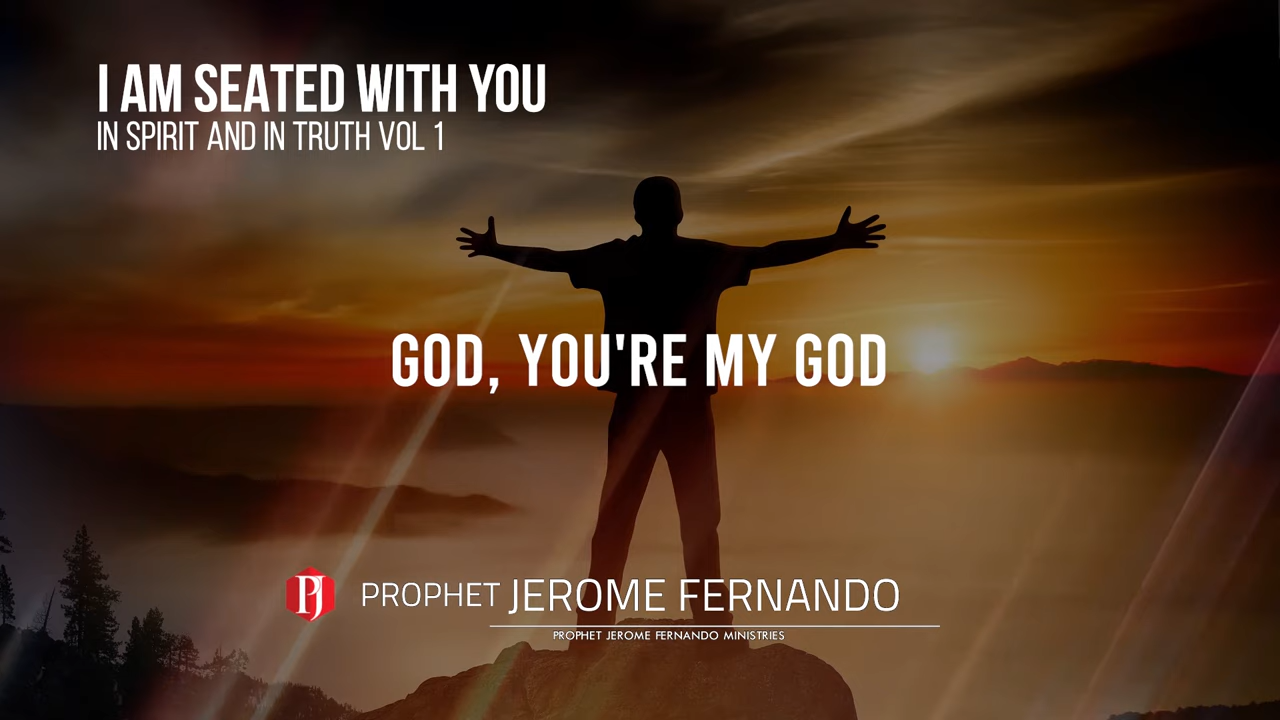 I AM SEATED WITH YOU
IN SPIRIT AND IN TRUTH VOL 1
GOD, YOU'RE MY GOD
PJ PROPHET JEROME FERNANDO
PROPHET JEROME FERNANDO MINISTRIES